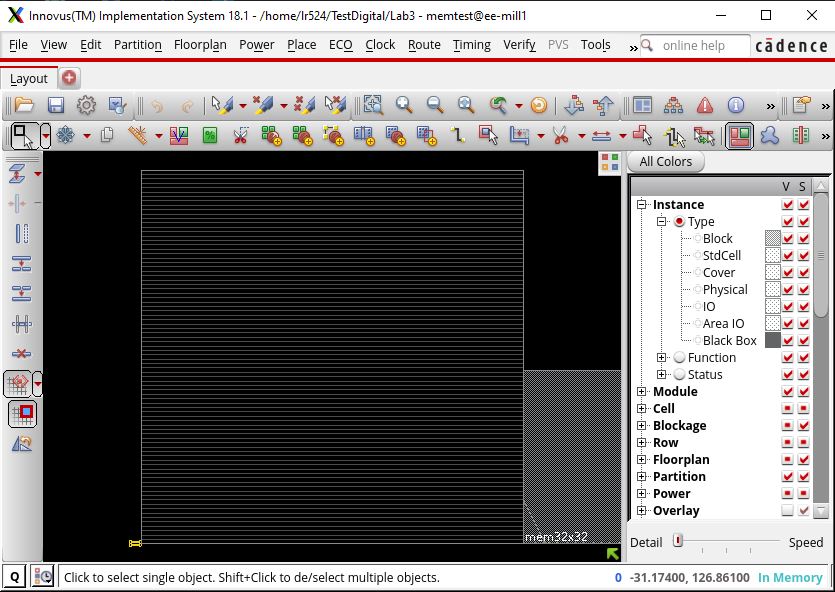 Innovus(TM) Implementation System 18.1 - /home/lr524/TestDigital/Lab3 - memtest@ee-mill1
File View Edit Partition Floorplan Power Place ECO Clock Route Timing Verify PVS Tools » online help cādence
Layout
All Colors
V S
Instance
Type
Block
StdCell
Cover
Physical
IO
Area IO
Black Box
Function
Status
Module
Cell
Blockage
Row
Floorplan
Partition
Power
Overlay
mem32x32
Detail Speed
Q Click to select single object. Shift+Click to de/select multiple objects. 0 -31.17400, 126.86100 In Memory